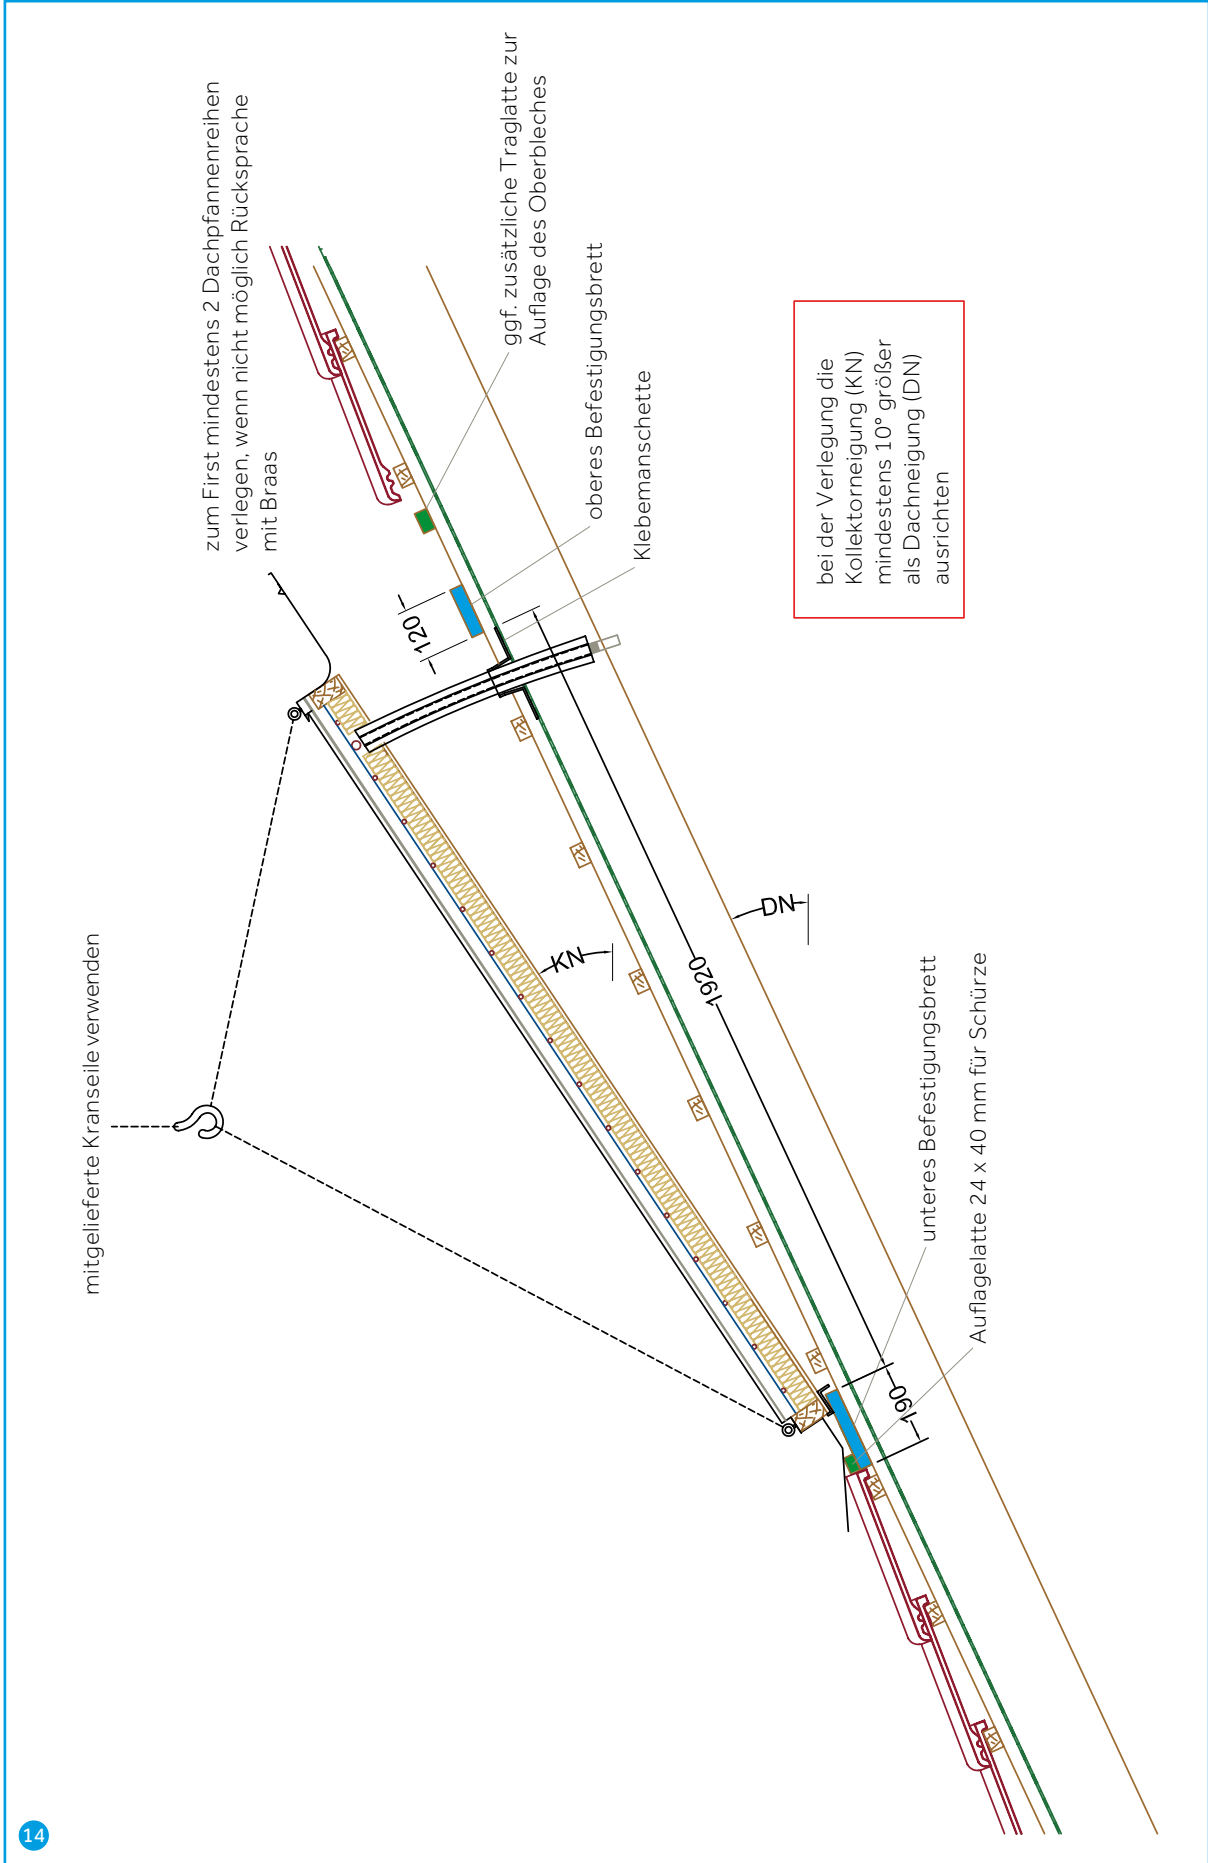 mitgelieferte Kranseile verwenden
zum First mindestens 2 Dachpfannenreihen
verlegen, wenn nicht möglich Rücksprache
mit Braas
ggf. zusätzliche Traglatte zur
Auflage des Oberbleches
oberes Befestigungsbrett
Klebemanschette
120
KN
DN
1920
190
unteres Befestigungsbrett
Auflagelatte 24 x 40 mm für Schürze
bei der Verlegung die
Kollektorneigung (KN)
mindestens 10° größer
als Dachneigung (DN)
ausrichten
14